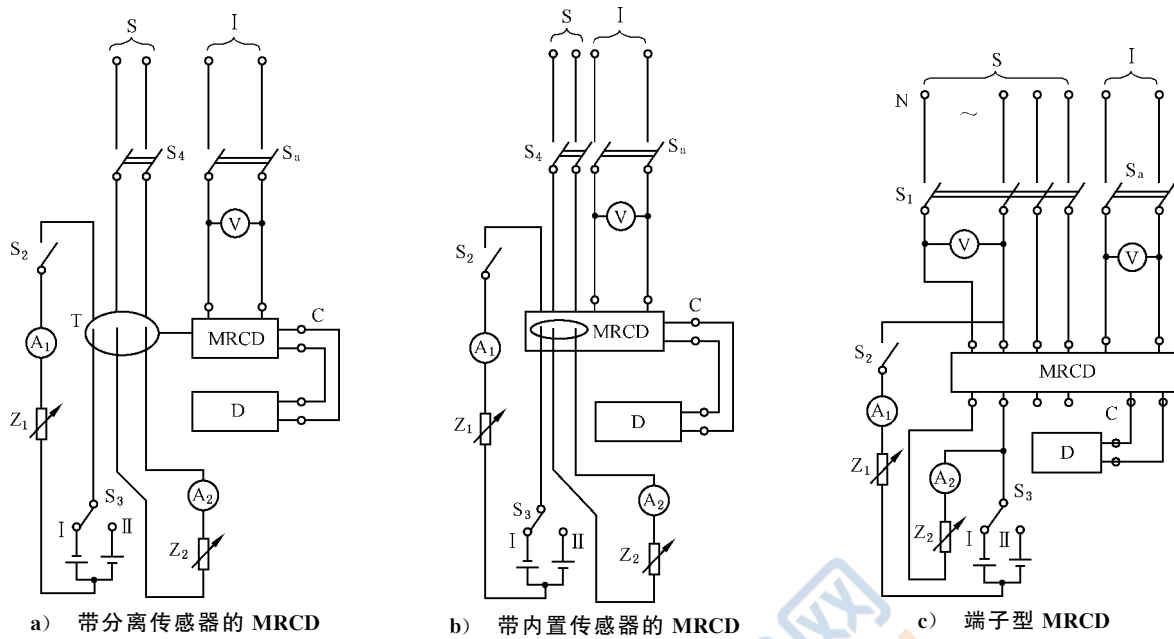 S
I
S4
Sa
V
S2
T
A1
MRCD
C
D
Z1
S3
I
II
A2
Z2
a） 带分离传感器的 MRCD
S
I
S4
Sa
V
S2
MRCD
C
A1
D
Z1
S3
I
II
A2
Z2
b） 带内置传感器的 MRCD
S
I
N
~
S1
Sa
V
V
S2
MRCD
A1
C
D
Z1
A2
S3
Z2
I
II
c） 端子型 MRCD